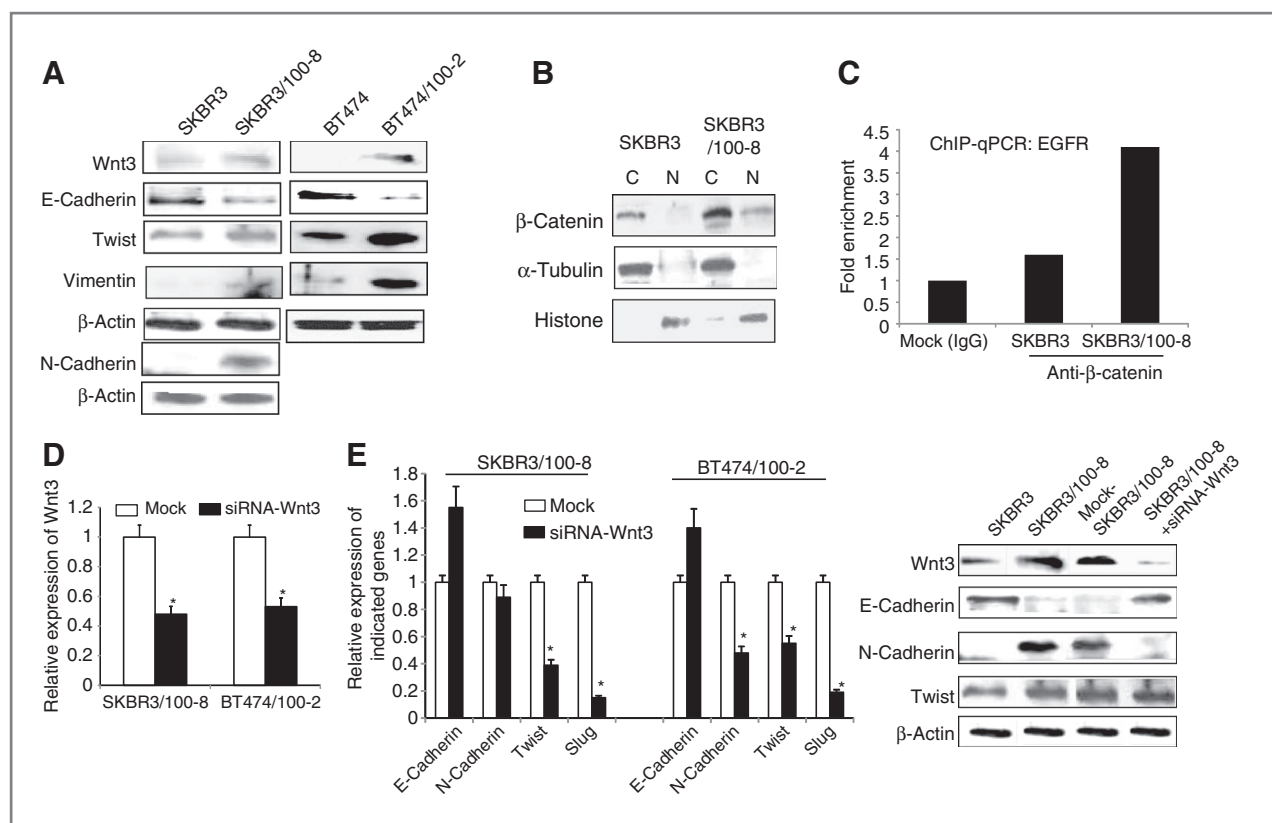 A
SKBR3
SKBR3/100-8
BT474
BT474/100-2
Wnt3
E-Cadherin
Twist
Vimentin
β-Actin
N-Cadherin
β-Actin
B
SKBR3
SKBR3
/100-8
C N C N
β-Catenin
α-Tubulin
Histone
C
ChIP-qPCR: EGFR
Fold enrichment
4.5
4
3.5
3
2.5
2
1.5
1
0.5
0
Mock (IgG)
SKBR3
SKBR3/100-8
Anti-β-catenin
D
Relative expression of Wnt3
1.2
1
0.8
0.6
0.4
0.2
0
Mock
siRNA-Wnt3
*
*
SKBR3/100-8
BT474/100-2
E
Relative expression of
indicated genes
1.8
1.6
1.4
1.2
1
0.8
0.6
0.4
0.2
0
SKBR3/100-8
BT474/100-2
Mock
siRNA-Wnt3
*
*
*
*
*
E-Cadherin
N-Cadherin
Twist
Slug
E-Cadherin
N-Cadherin
Twist
Slug
SKBR3
SKBR3/100-8
Mock-
SKBR3/100-8
SKBR3/100-8
+siRNA-Wnt3
Wnt3
E-Cadherin
N-Cadherin
Twist
β-Actin